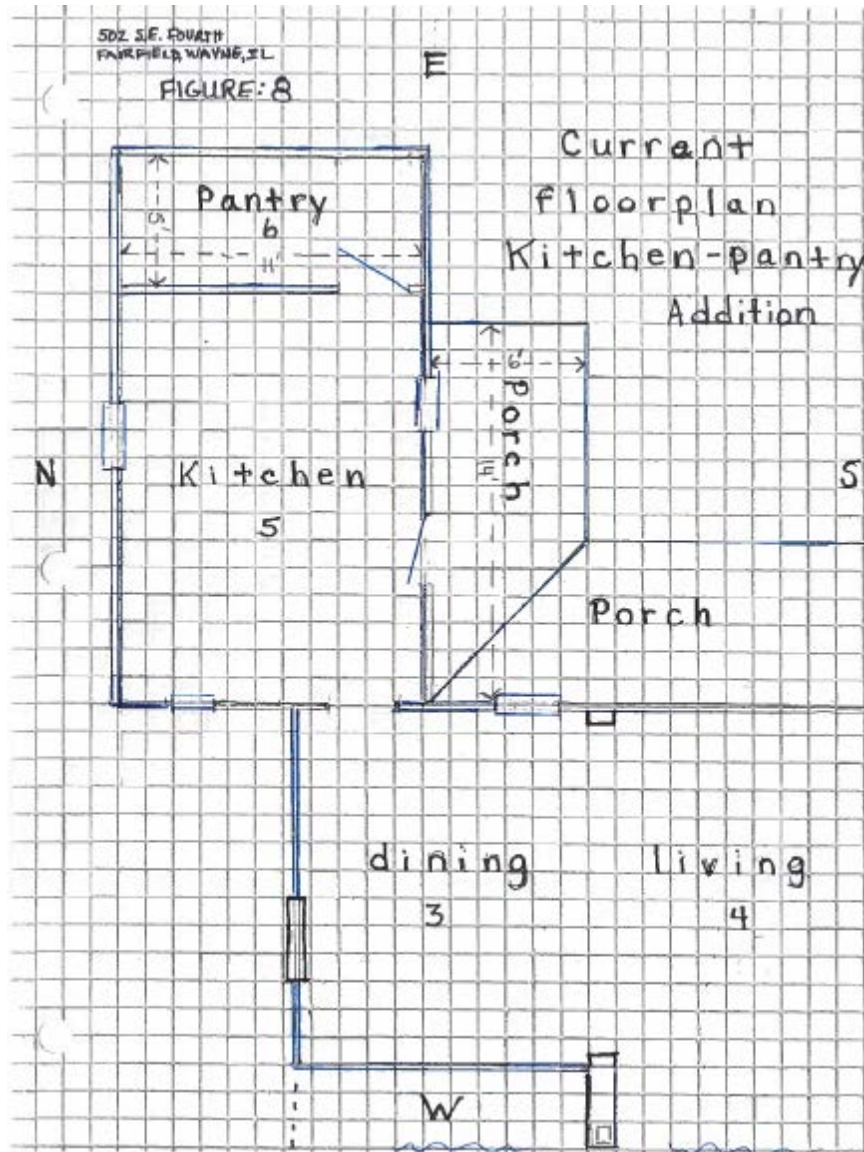 502 S.E. FOURTH
FAIRFIELD, WAYNE, IL
FIGURE: 8
E
Currant
floorplan
Kitchen-pantry
Addition
Pantry
6
5'
11'
6'
Porch
14'
N
Kitchen
5
S
Porch
dining
3
living
4
W